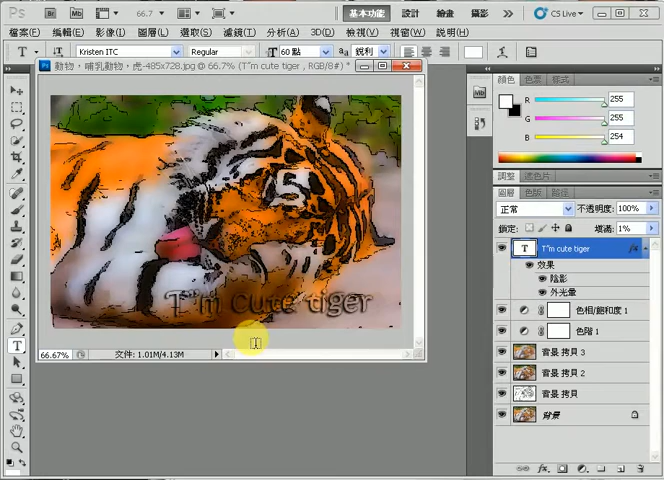 Ps Br Mb 66.7 基本功能 設計 繪畫 攝影 CS Live
檔案(F) 編輯(E) 影像(I) 圖層(L) 選取(S) 濾鏡(T) 分析(A) 3D(D) 檢視(V) 視窗(W) 說明(H)
T Kristen ITC Regular 60 點 aa 銳利
動物，哺乳動物，虎-485x728.jpg @ 66.7% (T"m cute tiger , RGB/8#) *
T"m Cute tiger
66.67% 文件: 1.01M/4.13M
Mb
顏色 色票 樣式
R 255
G 255
B 254
調整 遮色片
圖層 色版 路徑
正常 不透明度: 100%
鎖定: 填滿: 1%
T T"m cute tiger fx
效果
陰影
外光暈
色相/飽和度 1
色階 1
背景 拷貝 3
背景 拷貝 2
背景 拷貝
背景
fx